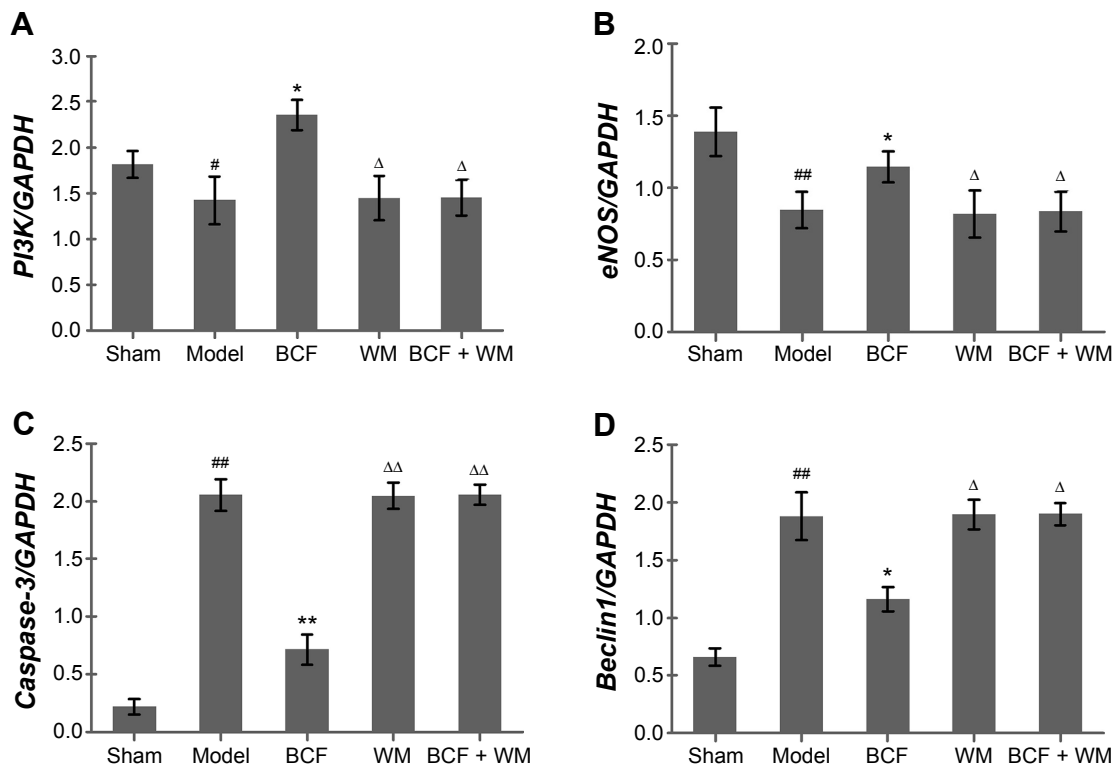 A
PI3K/GAPDH
3.0
2.5
2.0
1.5
1.0
0.5
0.0
#
*
Δ
Δ
Sham Model BCF WM BCF + WM
B
eNOS/GAPDH
2.0
1.5
1.0
0.5
0.0
##
*
Δ
Δ
Sham Model BCF WM BCF + WM
C
Caspase-3/GAPDH
2.5
2.0
1.5
1.0
0.5
0.0
##
**
ΔΔ
ΔΔ
Sham Model BCF WM BCF + WM
D
Beclin1/GAPDH
2.5
2.0
1.5
1.0
0.5
0.0
##
*
Δ
Δ
Sham Model BCF WM BCF + WM